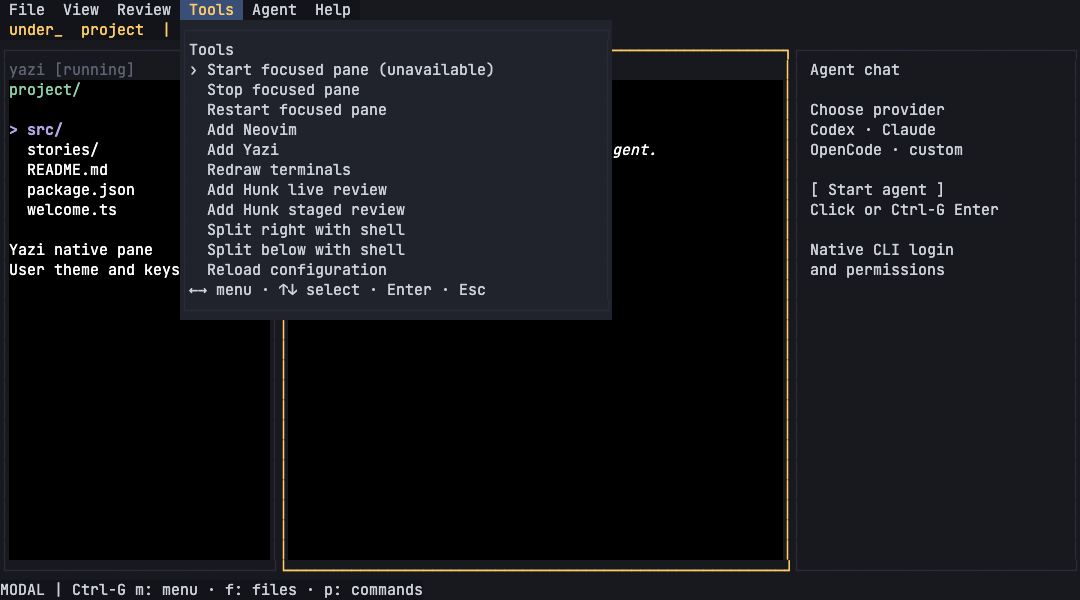 File View Review Tools Agent Help
under_ project |
Tools
› Start focused pane (unavailable)
Stop focused pane
Restart focused pane
Add Neovim
Add Yazi
Redraw terminals
Add Hunk live review
Add Hunk staged review
Split right with shell
Split below with shell
Reload configuration
←→ menu · ↑↓ select · Enter · Esc
yazi [running]
project/
> src/
stories/
README.md
package.json
welcome.ts
Yazi native pane
User theme and keys
gent.
Agent chat
Choose provider
Codex · Claude
OpenCode · custom
[ Start agent ]
Click or Ctrl-G Enter
Native CLI login
and permissions
MODAL | Ctrl-G m: menu · f: files · p: commands